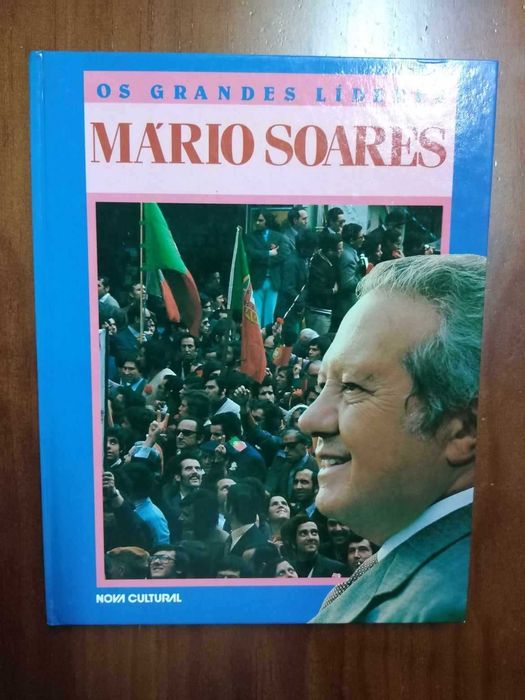 OS GRANDES LÍDERES
MÁRIO SOARES
NOVA CULTURAL